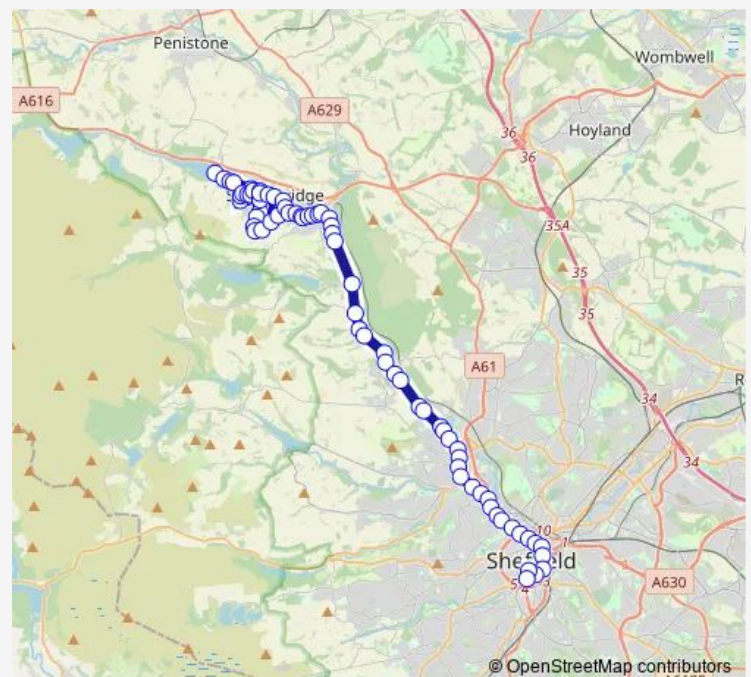 Penistone
Wombwell
A616
A629
Hoyland
36
36
35A
35
35
A61
34
R
34
10
1
Sheffield
5
4
A630
© OpenStreetMap contributors